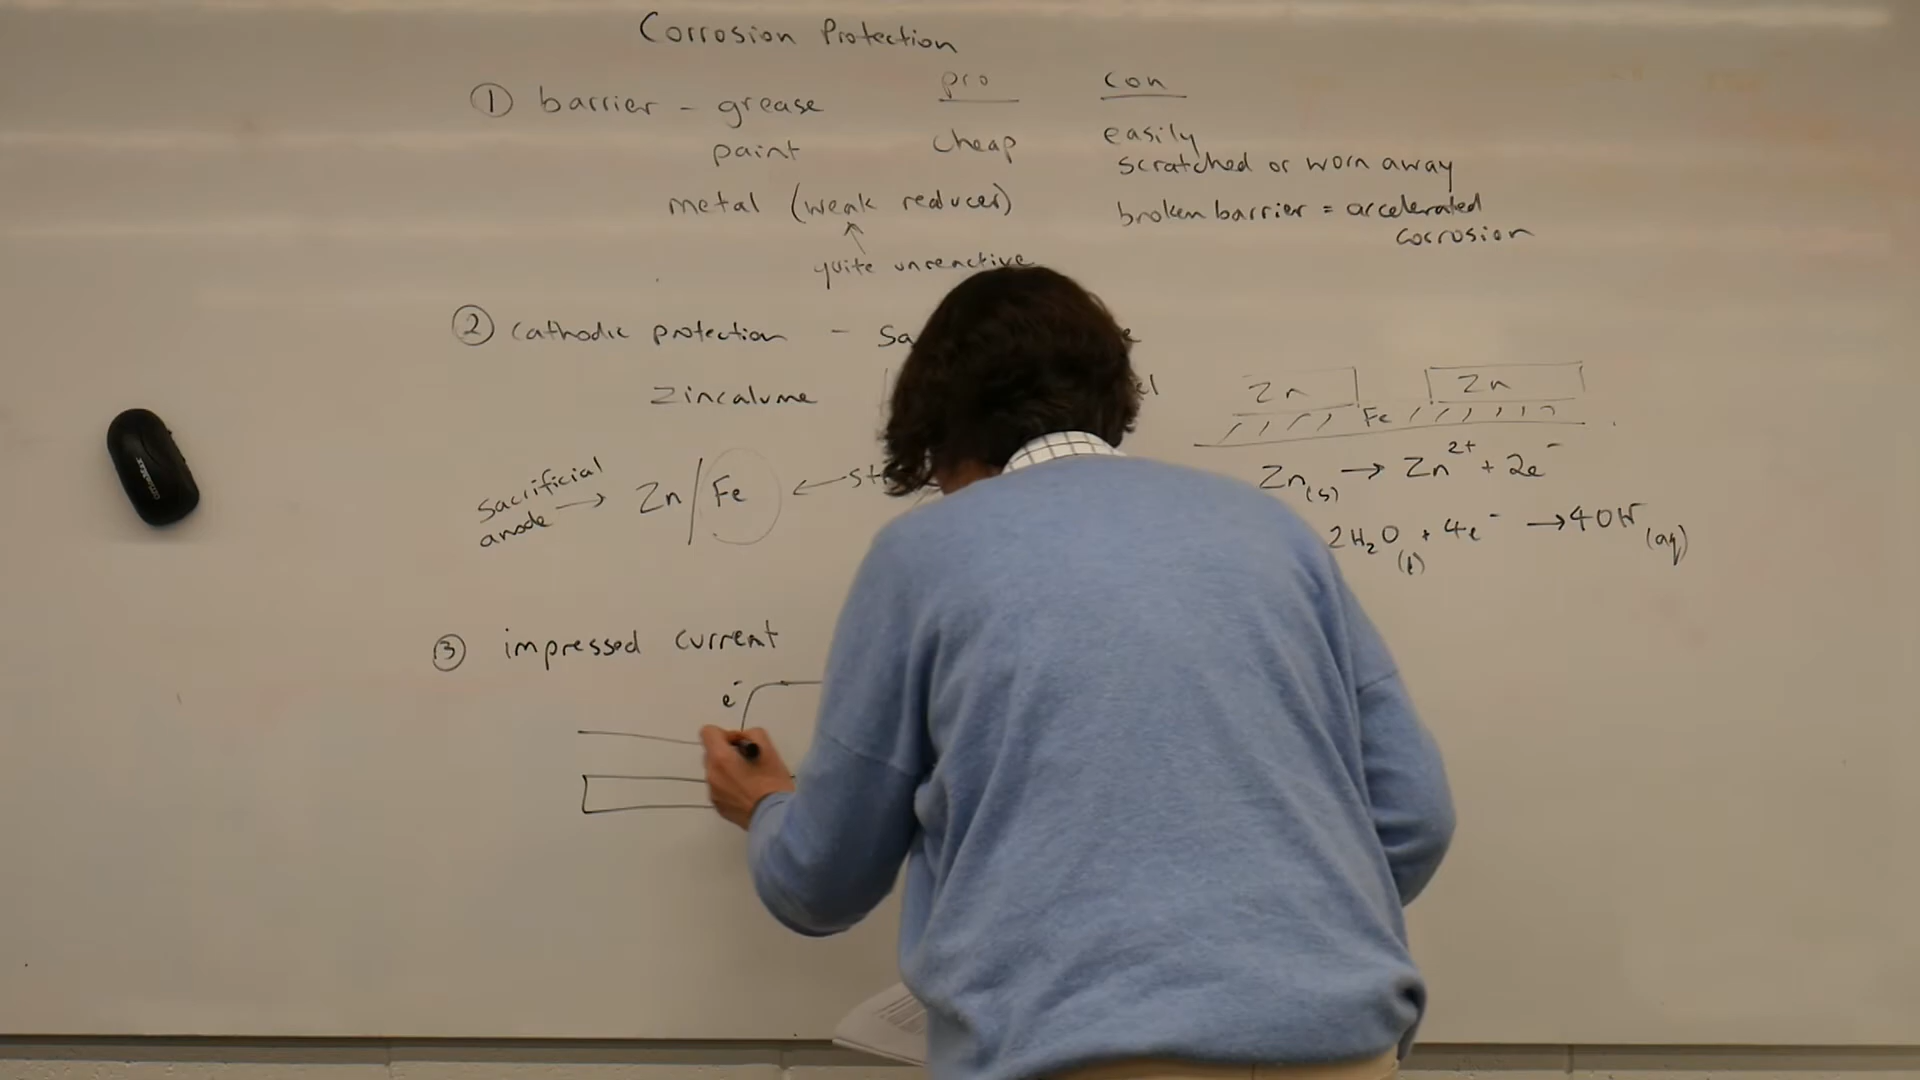 Corrosion Protection
pro con
① barrier - grease
cheap easily
paint scratched or worn away
metal (weak reducer) broken barrier = accelerated
corrosion
quite unreactive
② cathodic protection -
Zincalume
Zn Zn
Fe
sacrificial
anode → Zn / Fe ←
Zn(s) → Zn2+ + 2e-
2H2O(l) + 4e- → 4OH-(aq)
③ impressed current
e-